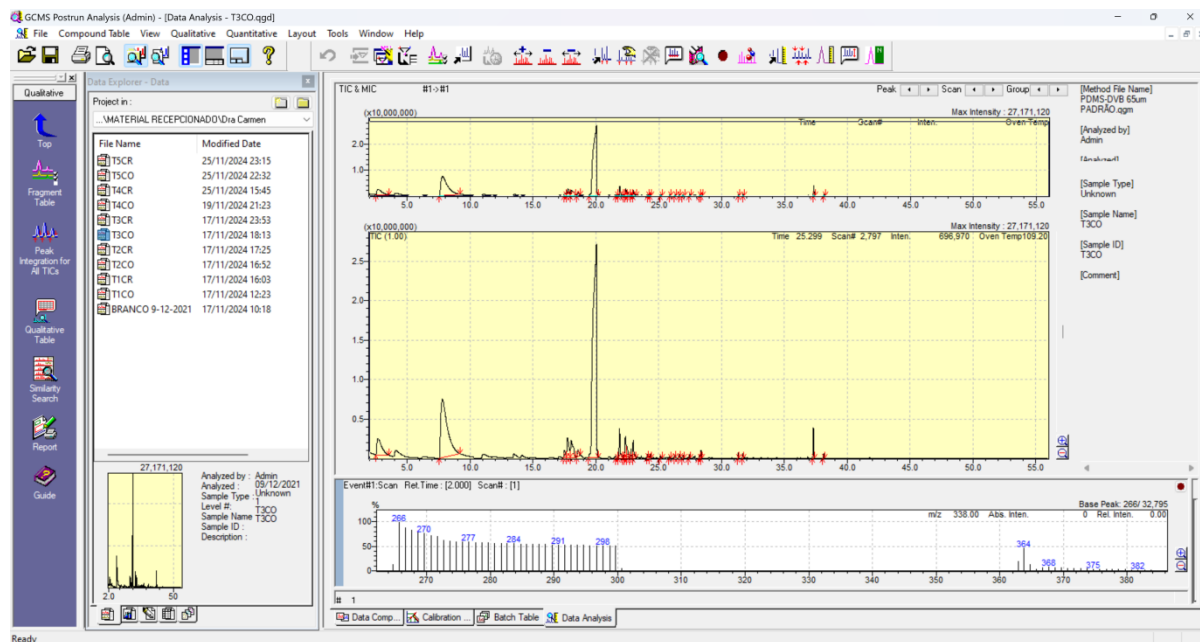 GCMS Postrun Analysis (Admin) - [Data Analysis - T3CO.qgd]
File Compound Table View Qualitative Quantitative Layout Tools Window Help
Qualitative
Top
Fragment
Table
Peak
Integration for
All TICs
Qualitative
Table
Similarity
Search
Report
Guide
Data Explorer - Data
Project in :
...\MATERIAL RECEPCIONADO\Dra Carmen
File Name Modified Date
T5CR 25/11/2024 23:15
T5CO 25/11/2024 22:32
T4CR 25/11/2024 15:45
T4CO 19/11/2024 21:23
T3CR 17/11/2024 23:53
T3CO 17/11/2024 18:13
T2CR 17/11/2024 17:25
T2CO 17/11/2024 16:52
T1CR 17/11/2024 16:03
T1CO 17/11/2024 12:23
BRANCO 9-12-2021 17/11/2024 10:18
27,171,120
2.0 50
Analyzed by : Admin
Analyzed : 09/12/2021
Sample Type : Unknown
Level #: 1
Sample Name T3CO
Sample ID : T3CO
Description :
TIC & MIC #1->#1 Peak Scan Group
(x10,000,000) Max Intensity : 27,171,120
Time Scan# Inten. Oven Temp
2.0
1.0
5.0 10.0 15.0 20.0 25.0 30.0 35.0 40.0 45.0 50.0 55.0
(x10,000,000) Max Intensity : 27,171,120
TIC (1.00) Time 25.299 Scan# 2,797 Inten. 696,970 Oven Temp 109.20
2.5
2.0
1.5
1.0
0.5
5.0 10.0 15.0 20.0 25.0 30.0 35.0 40.0 45.0 50.0 55.0
Event#1:Scan Ret.Time : [2.000] Scan# : [1]
% Base Peak: 266/ 32,795
m/z 338.00 Abs. Inten. 0 Rel. Inten. 0.00
100
50
0
266 270 277 284 291 298 364 368 375 382
270 280 290 300 310 320 330 340 350 360 370 380
# 1
Data Comp... Calibration ... Batch Table Data Analysis
[Method File Name]
PDMS-DVB 65um
PADRÃO.qgm
[Analyzed by]
Admin
[Analyzed]
[Sample Type]
Unknown
[Sample Name]
T3CO
[Sample ID]
T3CO
[Comment]
Ready